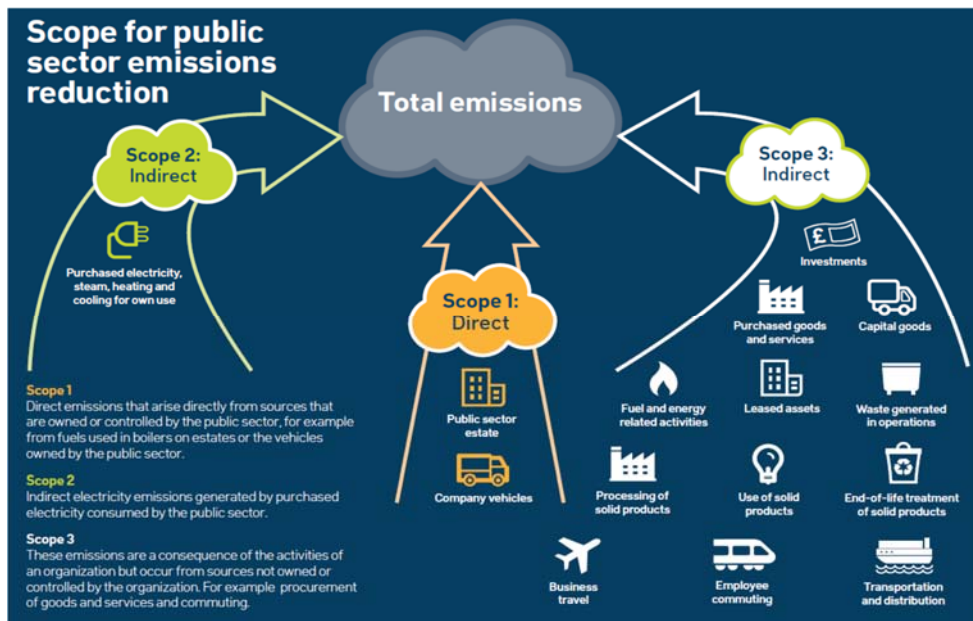 Scope for public
sector emissions
reduction
Total emissions
Scope 2:
Indirect
Purchased electricity,
steam, heating and
cooling for own use
Scope 1:
Direct
Public sector
estate
Company vehicles
Scope 3:
Indirect
£
Investments
Purchased goods
and services
Capital goods
Fuel and energy
related activities
Leased assets
Waste generated
in operations
Processing of
solid products
Use of solid
products
End-of-life treatment
of solid products
Business
travel
Employee
commuting
Transportation
and distribution
Scope 1
Direct emissions that arise directly from sources that
are owned or controlled by the public sector, for example
from fuels used in boilers on estates or the vehicles
owned by the public sector.
Scope 2
Indirect electricity emissions generated by purchased
electricity consumed by the public sector.
Scope 3
These emissions are a consequence of the activities of
an organization but occur from sources not owned or
controlled by the organization. For example procurement
of goods and services and commuting.